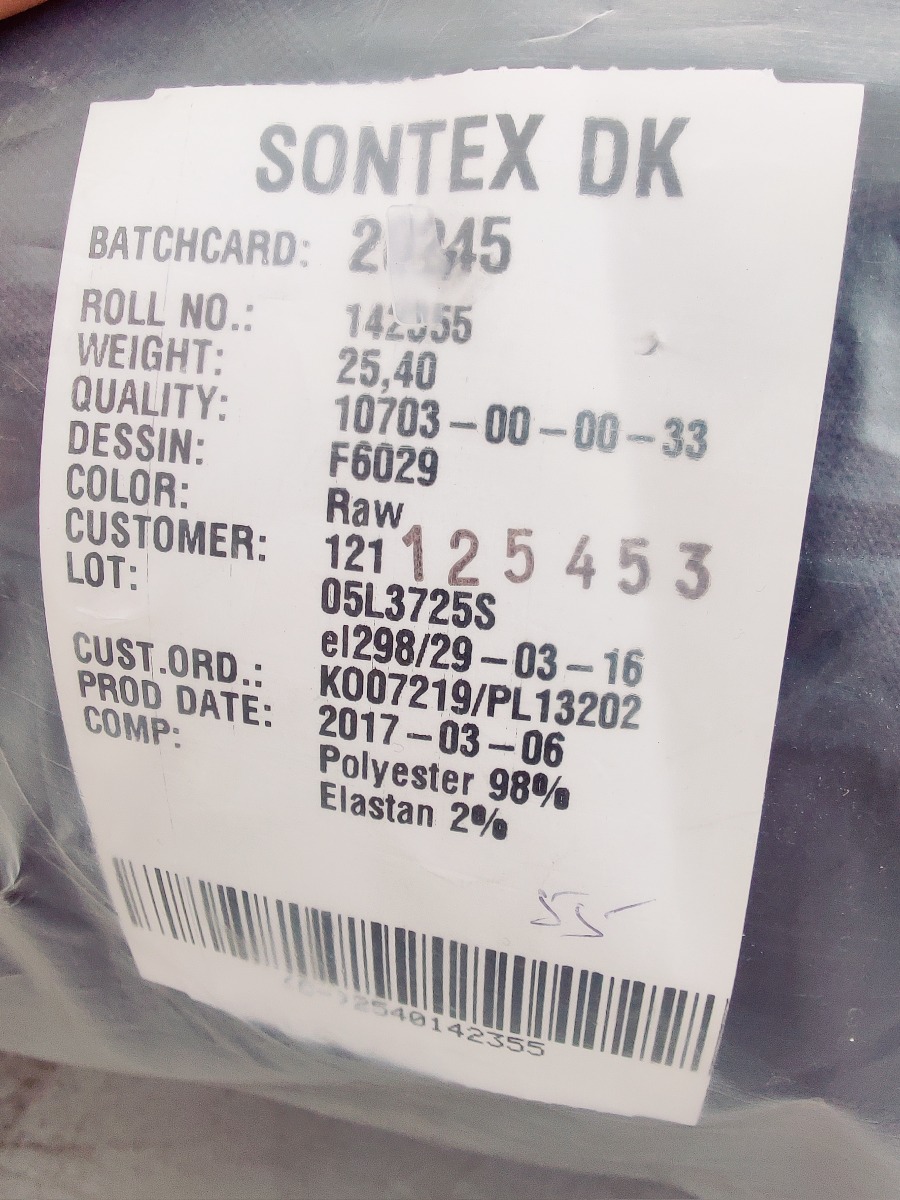 SONTEX DK
BATCHCARD:
ROLL NO.: 142355
WEIGHT: 25,40
QUALITY: 10703-00-00-33
DESSIN: F6029
COLOR: Raw
CUSTOMER: 121 125453
LOT: 05L3725S
el298/29-03-16
CUST.ORD.: K007219/PL13202
PROD DATE: 2017-03-06
COMP: Polyester 98%
Elastan 2%
55